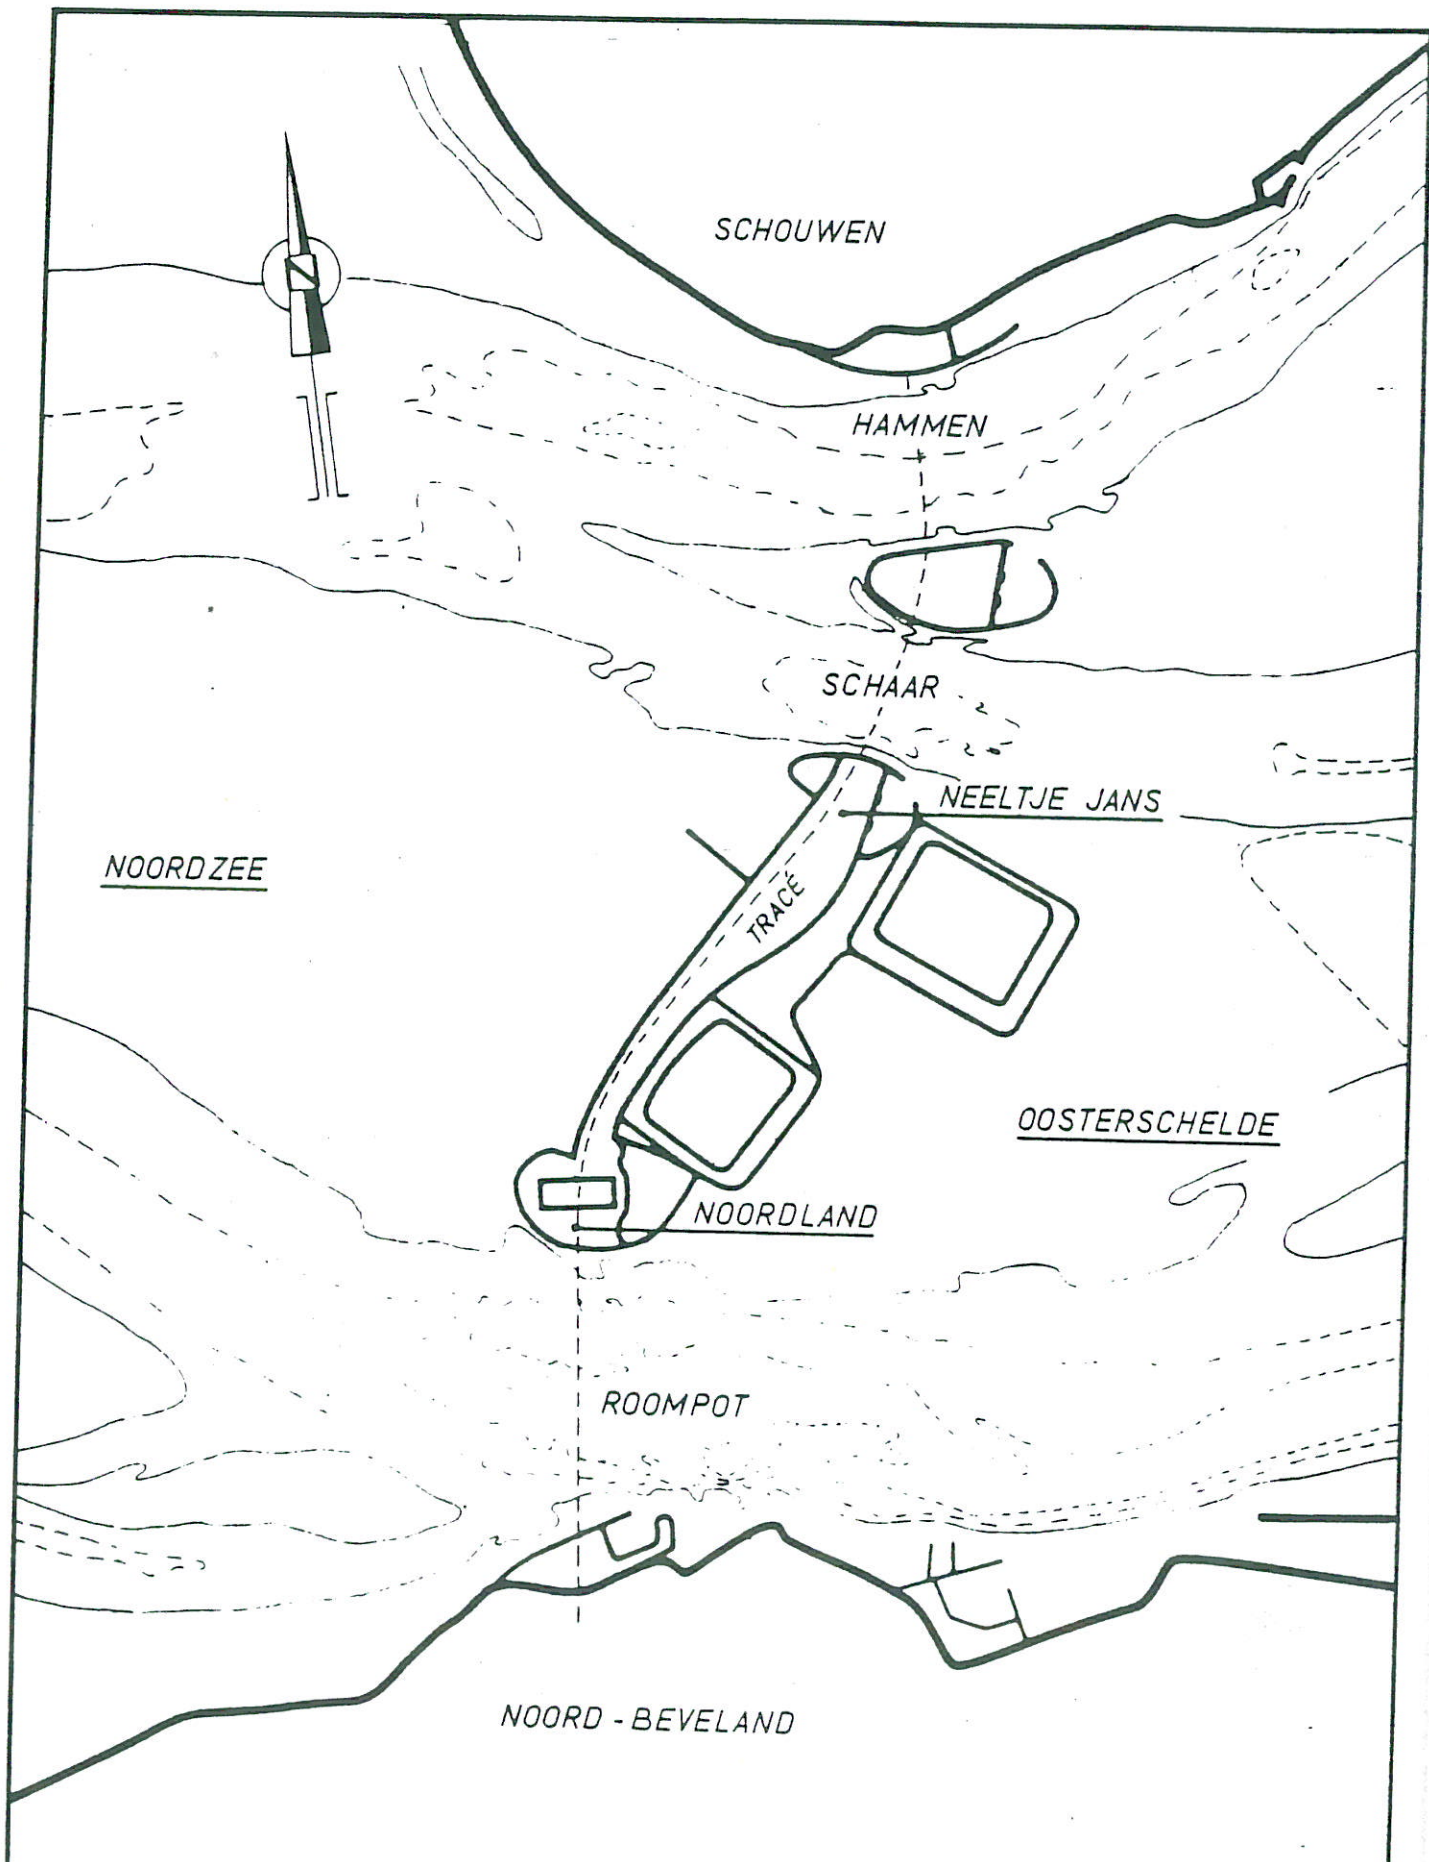 SCHOUWEN
HAMMEN
SCHAAR
NEELTJE JANS
NOORDZEE
TRACÉ
OOSTERSCHELDE
NOORDLAND
ROOMPOT
NOORD-BEVELAND